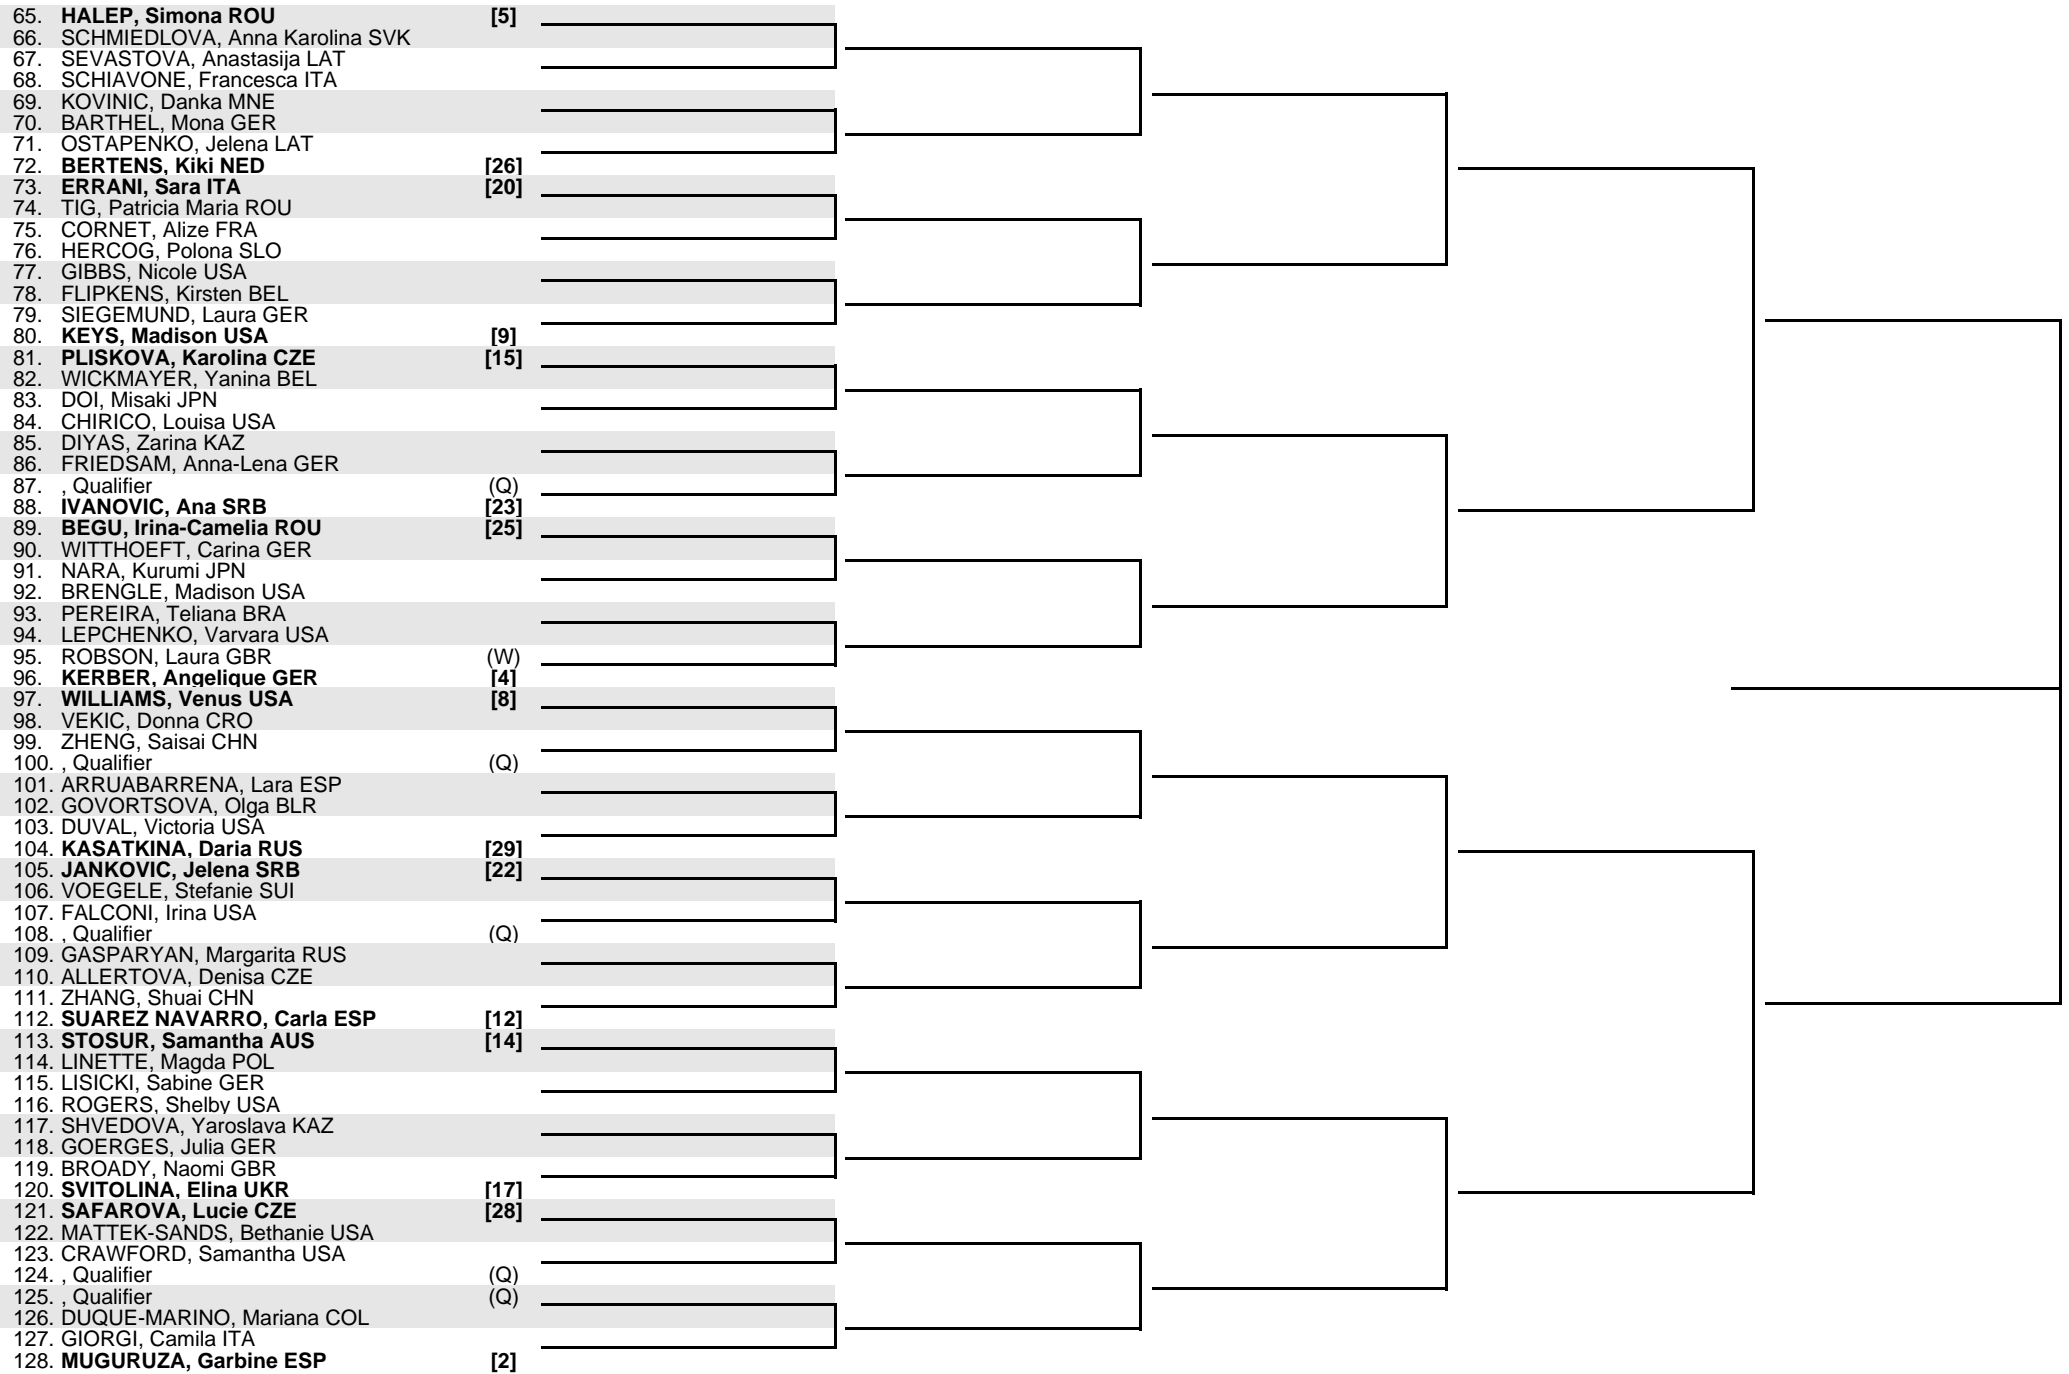 65. HALEP, Simona ROU [5]
66. SCHMIEDLOVA, Anna Karolina SVK
67. SEVASTOVA, Anastasija LAT
68. SCHIAVONE, Francesca ITA
69. KOVINIC, Danka MNE
70. BARTHEL, Mona GER
71. OSTAPENKO, Jelena LAT
72. BERTENS, Kiki NED [26]
73. ERRANI, Sara ITA [20]
74. TIG, Patricia Maria ROU
75. CORNET, Alize FRA
76. HERCOG, Polona SLO
77. GIBBS, Nicole USA
78. FLIPKENS, Kirsten BEL
79. SIEGEMUND, Laura GER
80. KEYS, Madison USA [9]
81. PLISKOVA, Karolina CZE [15]
82. WICKMAYER, Yanina BEL
83. DOI, Misaki JPN
84. CHIRICO, Louisa USA
85. DIYAS, Zarina KAZ
86. FRIEDSAM, Anna-Lena GER
87. , Qualifier (Q)
88. IVANOVIC, Ana SRB [23]
89. BEGU, Irina-Camelia ROU [25]
90. WITTHOEFT, Carina GER
91. NARA, Kurumi JPN
92. BRENGLE, Madison USA
93. PEREIRA, Teliana BRA
94. LEPCHENKO, Varvara USA
95. ROBSON, Laura GBR (W)
96. KERBER, Angelique GER [4]
97. WILLIAMS, Venus USA [8]
98. VEKIC, Donna CRO
99. ZHENG, Saisai CHN
100. , Qualifier (Q)
101. ARRUABARRENA, Lara ESP
102. GOVORTSOVA, Olga BLR
103. DUVAL, Victoria USA
104. KASATKINA, Daria RUS [29]
105. JANKOVIC, Jelena SRB [22]
106. VOEGELE, Stefanie SUI
107. FALCONI, Irina USA
108. , Qualifier (Q)
109. GASPARYAN, Margarita RUS
110. ALLERTOVA, Denisa CZE
111. ZHANG, Shuai CHN
112. SUAREZ NAVARRO, Carla ESP [12]
113. STOSUR, Samantha AUS [14]
114. LINETTE, Magda POL
115. LISICKI, Sabine GER
116. ROGERS, Shelby USA
117. SHVEDOVA, Yaroslava KAZ
118. GOERGES, Julia GER
119. BROADY, Naomi GBR
120. SVITOLINA, Elina UKR [17]
121. SAFAROVA, Lucie CZE [28]
122. MATTEK-SANDS, Bethanie USA
123. CRAWFORD, Samantha USA
124. , Qualifier (Q)
125. , Qualifier (Q)
126. DUQUE-MARINO, Mariana COL
127. GIORGI, Camila ITA
128. MUGURUZA, Garbine ESP [2]